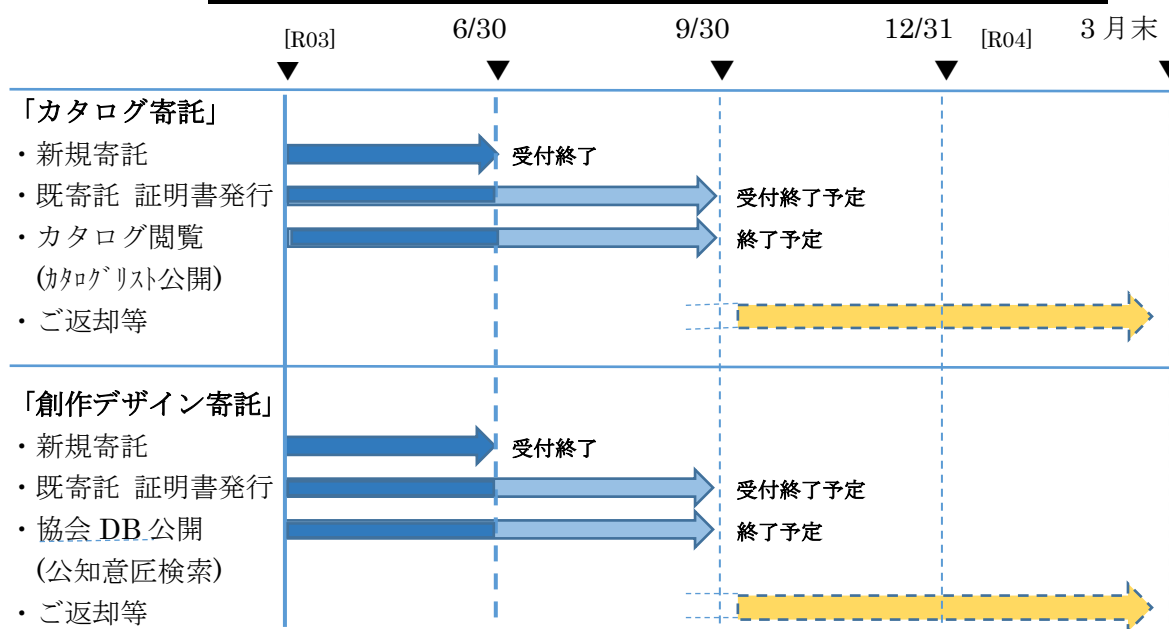 [R03] 6/30 9/30 12/31 [R04] 3月末
「カタログ寄託」
・新規寄託 受付終了
・既寄託 証明書発行 受付終了予定
・カタログ閲覧 終了予定
(ｶﾀﾛｸﾞﾘｽﾄ公開)
・ご返却等
「創作デザイン寄託」
・新規寄託 受付終了
・既寄託 証明書発行 受付終了予定
・協会 DB 公開 終了予定
(公知意匠検索)
・ご返却等